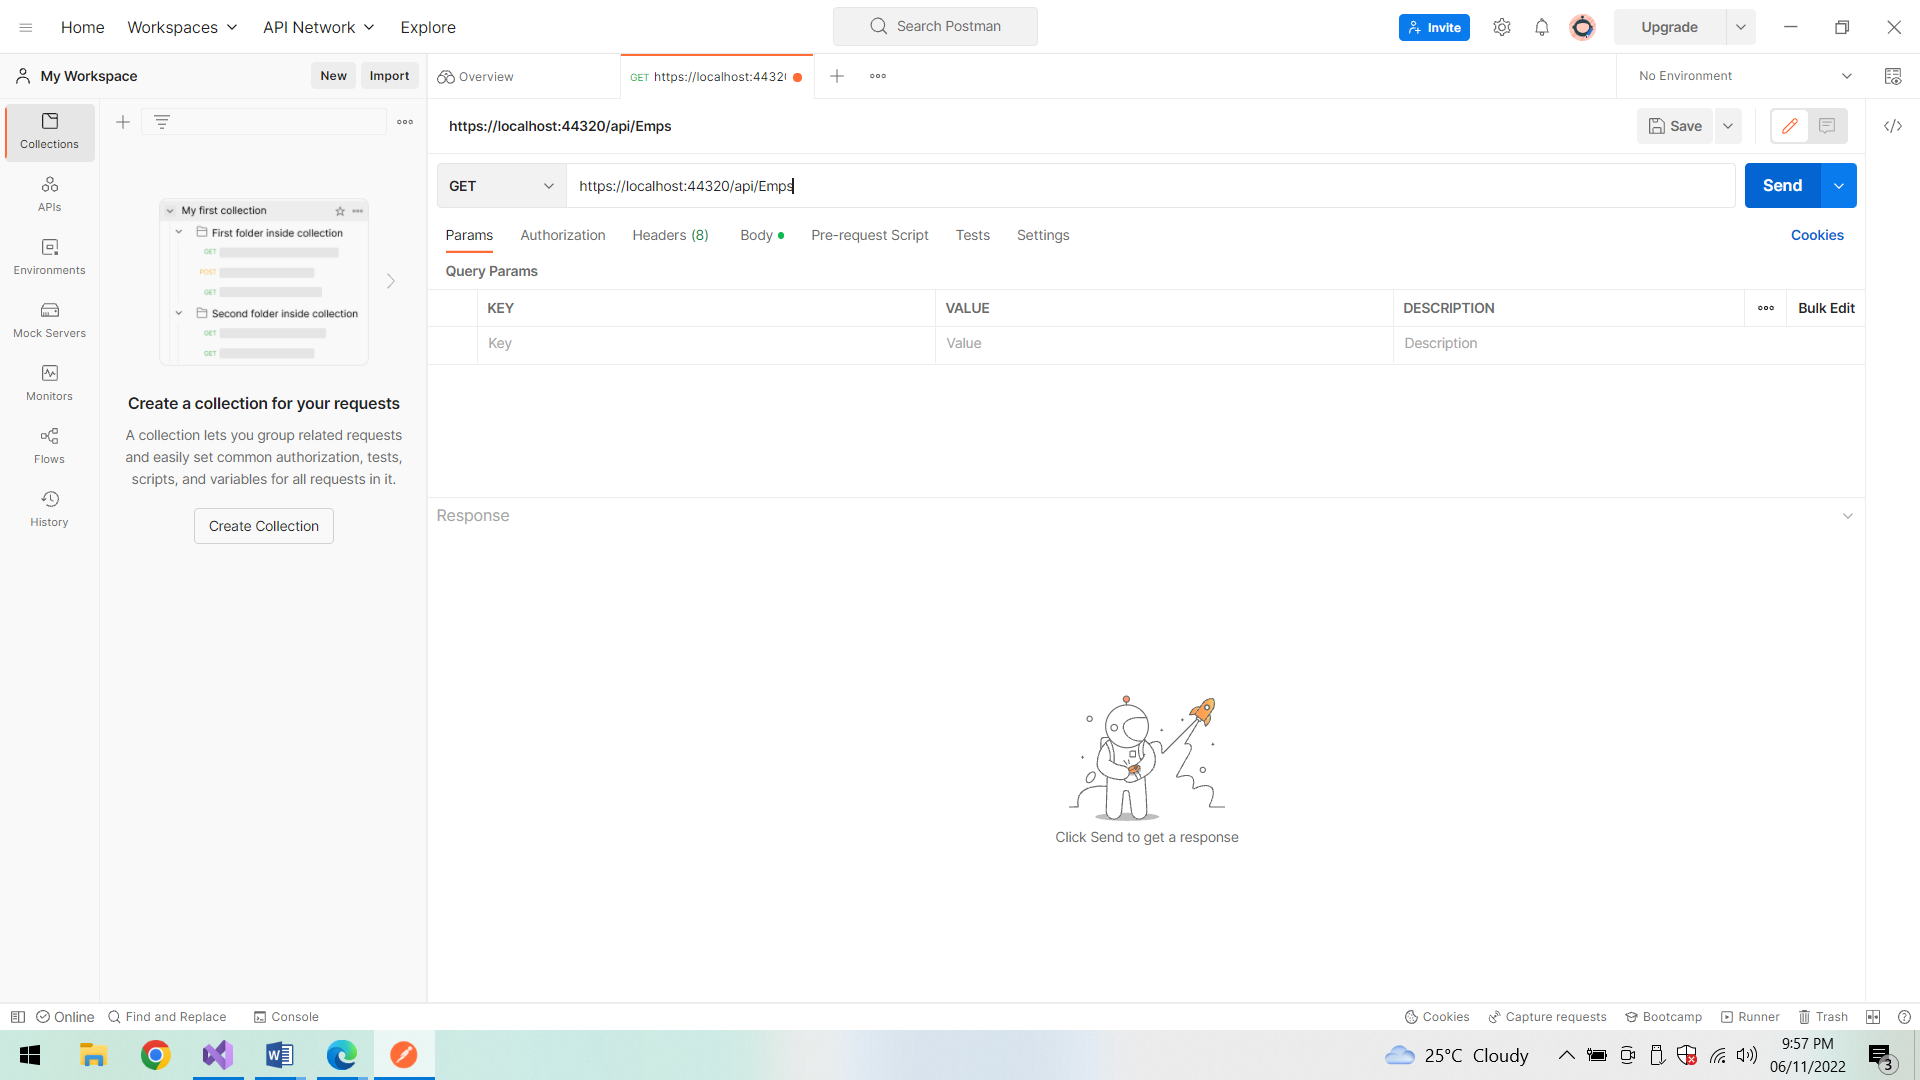 Home
Workspaces
API Network
Explore
Search Postman
Invite
Upgrade
My Workspace
New
Import
Overview
GET https://localhost:4432
No Environment
Collections
APIs
Environments
Mock Servers
Monitors
Flows
History
My first collection
First folder inside collection
GET
POST
GET
Second folder inside collection
GET
GET
Create a collection for your requests
A collection lets you group related requests
and easily set common authorization, tests,
scripts, and variables for all requests in it.
Create Collection
https://localhost:44320/api/Emps
Save
GET
https://localhost:44320/api/Emps
Send
Params
Authorization
Headers (8)
Body
Pre-request Script
Tests
Settings
Cookies
Query Params
KEY
VALUE
DESCRIPTION
Bulk Edit
Key
Value
Description
Response
Click Send to get a response
Online
Find and Replace
Console
Cookies
Capture requests
Bootcamp
Runner
Trash
25°C Cloudy
9:57 PM
06/11/2022
3